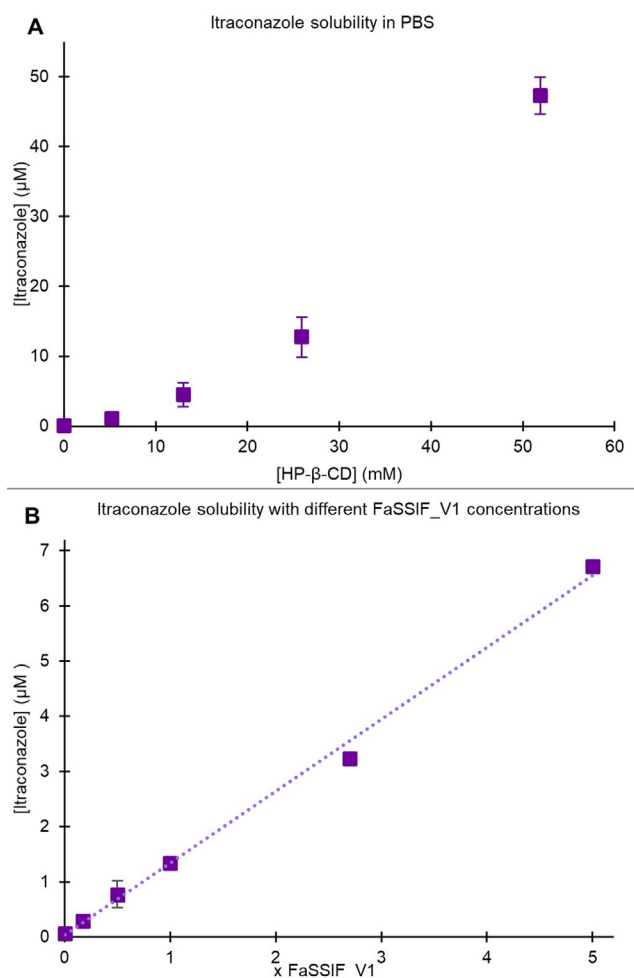 A
Itraconazole solubility in PBS
[Itraconazole] (µM)
50
40
30
20
10
0
0 10 20 30 40 50 60
[HP-β-CD] (mM)
B
Itraconazole solubility with different FaSSIF_V1 concentrations
[Itraconazole] (µM )
7
6
5
4
3
2
1
0
0 1 2 3 4 5
x FaSSIF_V1